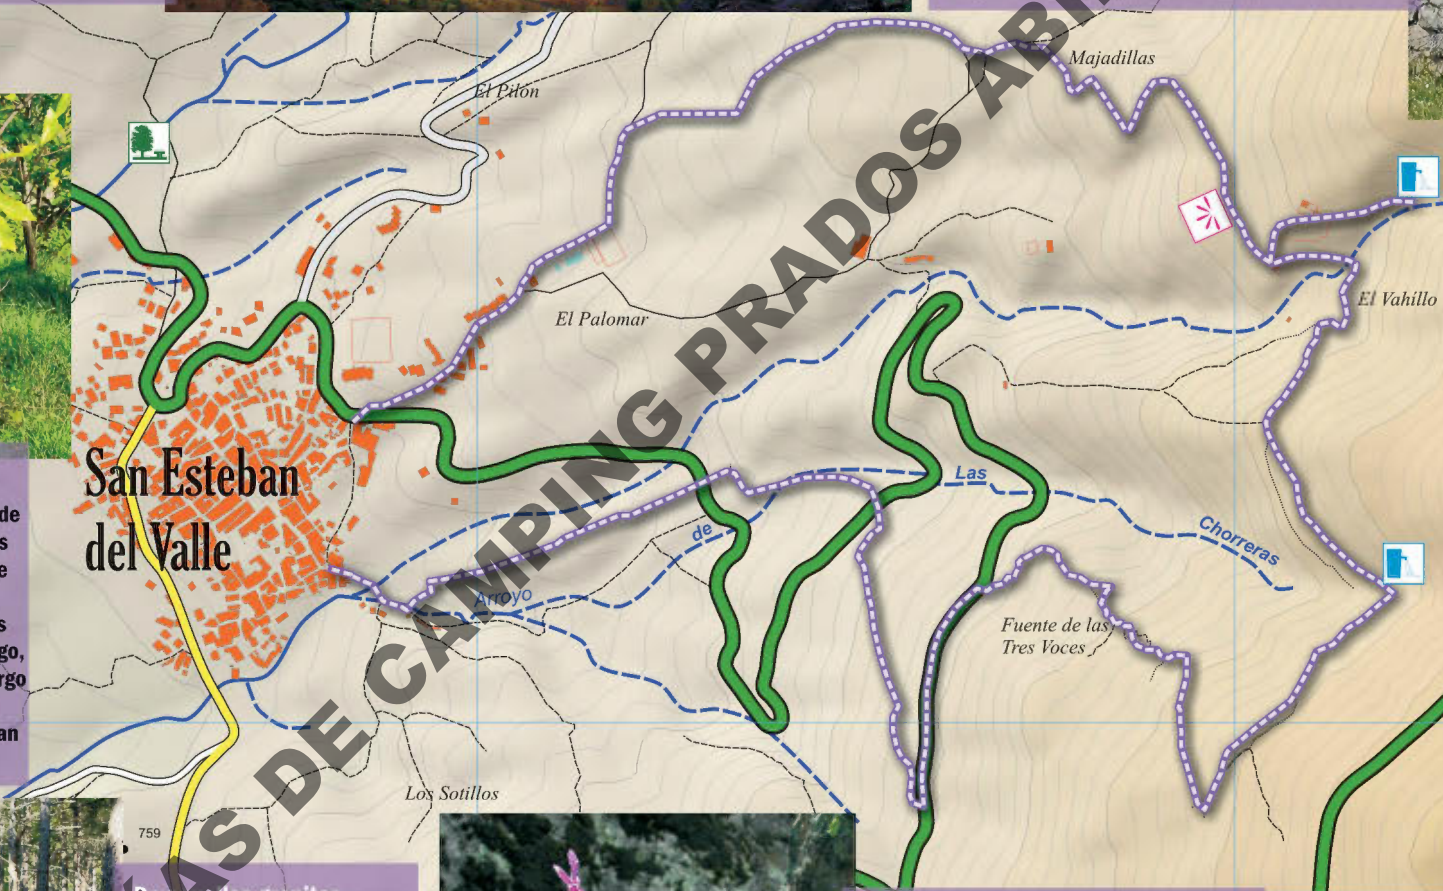 El Pilón
Majadillas
El Palomar
El Vahíllo
San Esteban
del Valle
Las
Chorreras
de
Arroyo
Fuente de las
Tres Voces
Los Sotillos
759
AS DE CAMPING PRADOS ABI
de
s
e
s
go,
rgo
an